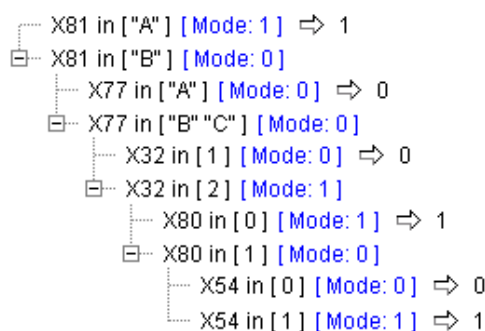 X81 in ["A"] [Mode: 1] ⇨ 1
X81 in ["B"] [Mode: 0]
X77 in ["A"] [Mode: 0] ⇨ 0
X77 in ["B" "C"] [Mode: 0]
X32 in [1] [Mode: 0] ⇨ 0
X32 in [2] [Mode: 1]
X80 in [0] [Mode: 1] ⇨ 1
X80 in [1] [Mode: 0]
X54 in [0] [Mode: 0] ⇨ 0
X54 in [1] [Mode: 1] ⇨ 1